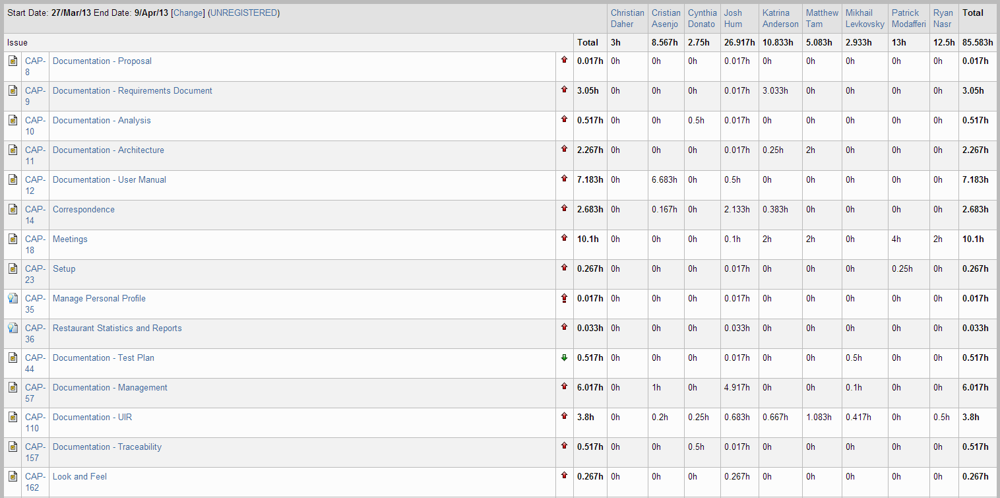 Start Date: 27/Mar/13 End Date: 9/Apr/13 [Change] (UNREGISTERED) Christian Cristian Cynthia Josh Katrina Matthew Mikhail Patrick Ryan Total
Daher Asenjo Donato Hum Anderson Tam Levkovsky Modafferi Nasr
Issue Total 3h 8.567h 2.75h 26.917h 10.833h 5.083h 2.933h 13h 12.5h 85.583h
CAP- Documentation - Proposal 0.017h 0h 0h 0h 0.017h 0h 0h 0h 0h 0h 0.017h
8
CAP- Documentation - Requirements Document 3.05h 0h 0h 0h 0.017h 3.033h 0h 0h 0h 0h 3.05h
9
CAP- Documentation - Analysis 0.517h 0h 0h 0.5h 0.017h 0h 0h 0h 0h 0h 0.517h
10
CAP- Documentation - Architecture 2.267h 0h 0h 0h 0.017h 0.25h 2h 0h 0h 0h 2.267h
11
CAP- Documentation - User Manual 7.183h 0h 6.683h 0h 0.5h 0h 0h 0h 0h 0h 7.183h
12
CAP- Correspondence 2.683h 0h 0.167h 0h 2.133h 0.383h 0h 0h 0h 0h 2.683h
14
CAP- Meetings 10.1h 0h 0h 0h 0.1h 2h 2h 0h 4h 2h 10.1h
18
CAP- Setup 0.267h 0h 0h 0h 0.017h 0h 0h 0h 0.25h 0h 0.267h
23
CAP- Manage Personal Profile 0.017h 0h 0h 0h 0.017h 0h 0h 0h 0h 0h 0.017h
35
CAP- Restaurant Statistics and Reports 0.033h 0h 0h 0h 0.033h 0h 0h 0h 0h 0h 0.033h
36
CAP- Documentation - Test Plan 0.517h 0h 0h 0h 0.017h 0h 0h 0.5h 0h 0h 0.517h
44
CAP- Documentation - Management 6.017h 0h 1h 0h 4.917h 0h 0h 0.1h 0h 0h 6.017h
57
CAP- Documentation - UIR 3.8h 0h 0.2h 0.25h 0.683h 0.667h 1.083h 0.417h 0h 0.5h 3.8h
110
CAP- Documentation - Traceability 0.517h 0h 0h 0.5h 0.017h 0h 0h 0h 0h 0h 0.517h
157
CAP- Look and Feel 0.267h 0h 0h 0h 0.267h 0h 0h 0h 0h 0h 0.267h
162